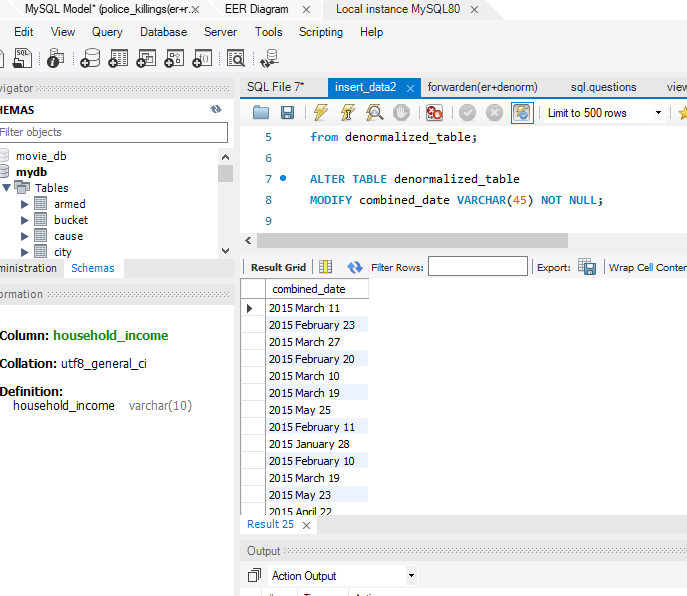 MySQL Model* (police_killings(er+r.× EER Diagram × Local instance MySQL80 ×
Edit View Query Database Server Tools Scripting Help
SQL
vigator
SQL File 7* insert_data2 × forwarden(er+denorm) sql.questions view
HEMAS
Filter objects
Limit to 500 rows
movie_db
mydb
Tables
armed
bucket
cause
city
5 from denormalized_table;
6
7 ALTER TABLE denormalized_table
8 MODIFY combined_date VARCHAR(45) NOT NULL;
9
ministration Schemas
Result Grid Filter Rows: Export: Wrap Cell Conten
ormation
Column: household_income
Collation: utf8_general_ci
Definition:
household_income varchar(10)
combined_date
2015 March 11
2015 February 23
2015 March 27
2015 February 20
2015 March 10
2015 March 19
2015 May 25
2015 February 11
2015 January 28
2015 February 10
2015 March 19
2015 May 23
2015 April 22
Result 25 ×
Output
Action Output